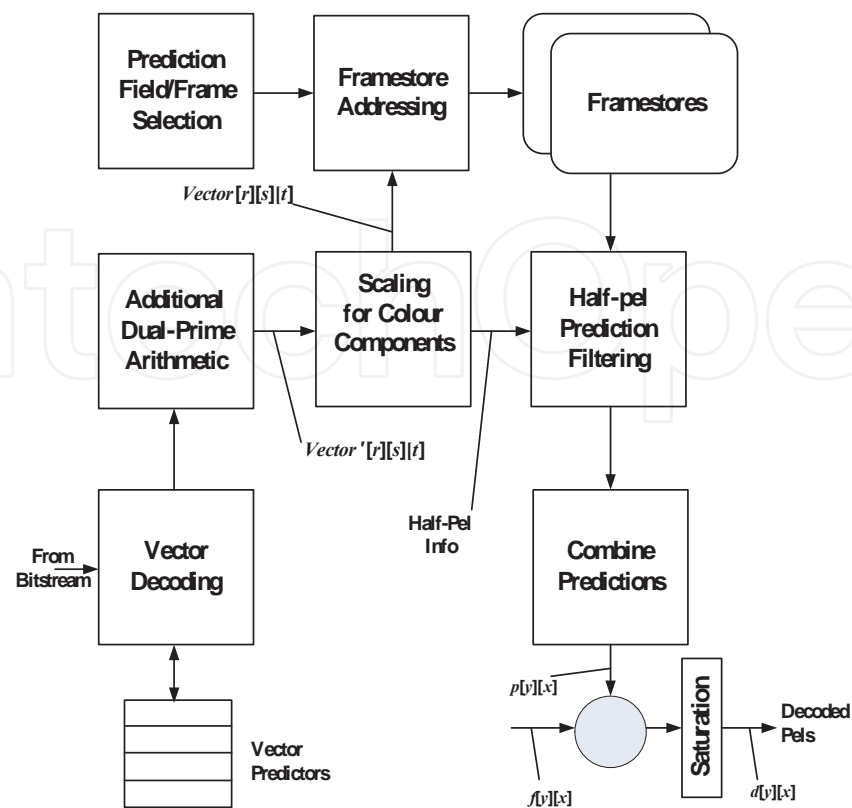 Prediction
Field/Frame
Selection
Framestore
Addressing
Framestores
Vector[r][s]|t]
Additional
Dual-Prime
Arithmetic
Scaling
for Colour
Components
Half-pel
Prediction
Filtering
Vector'[r][s]|t]
Half-Pel
Info
From
Bitstream
Vector
Decoding
Combine
Predictions
Vector
Predictors
p[y][x]
f[y][x]
Saturation
Decoded
Pels
d[y][x]